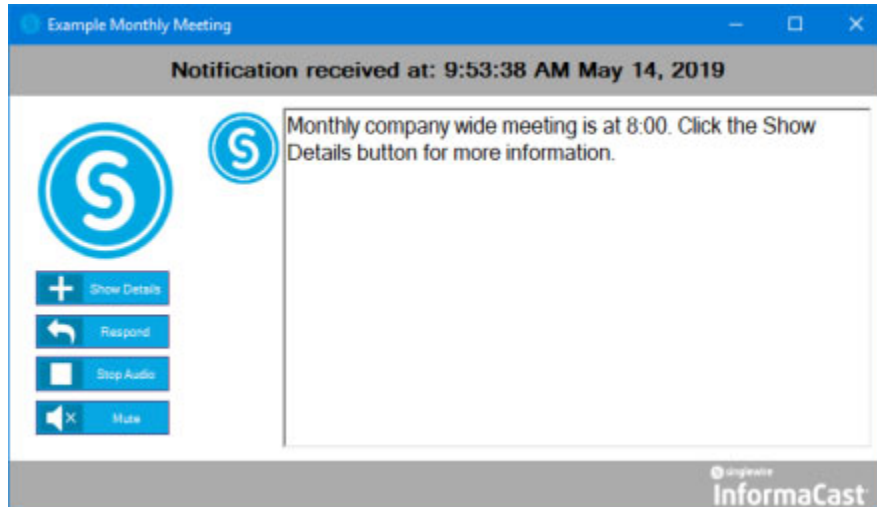 Example Monthly Meeting
Notification received at: 9:53:38 AM May 14, 2019
Monthly company wide meeting is at 8:00. Click the Show
Details button for more information.
Show Details
Respond
Stop Audio
Mute
singlewire
InformaCast